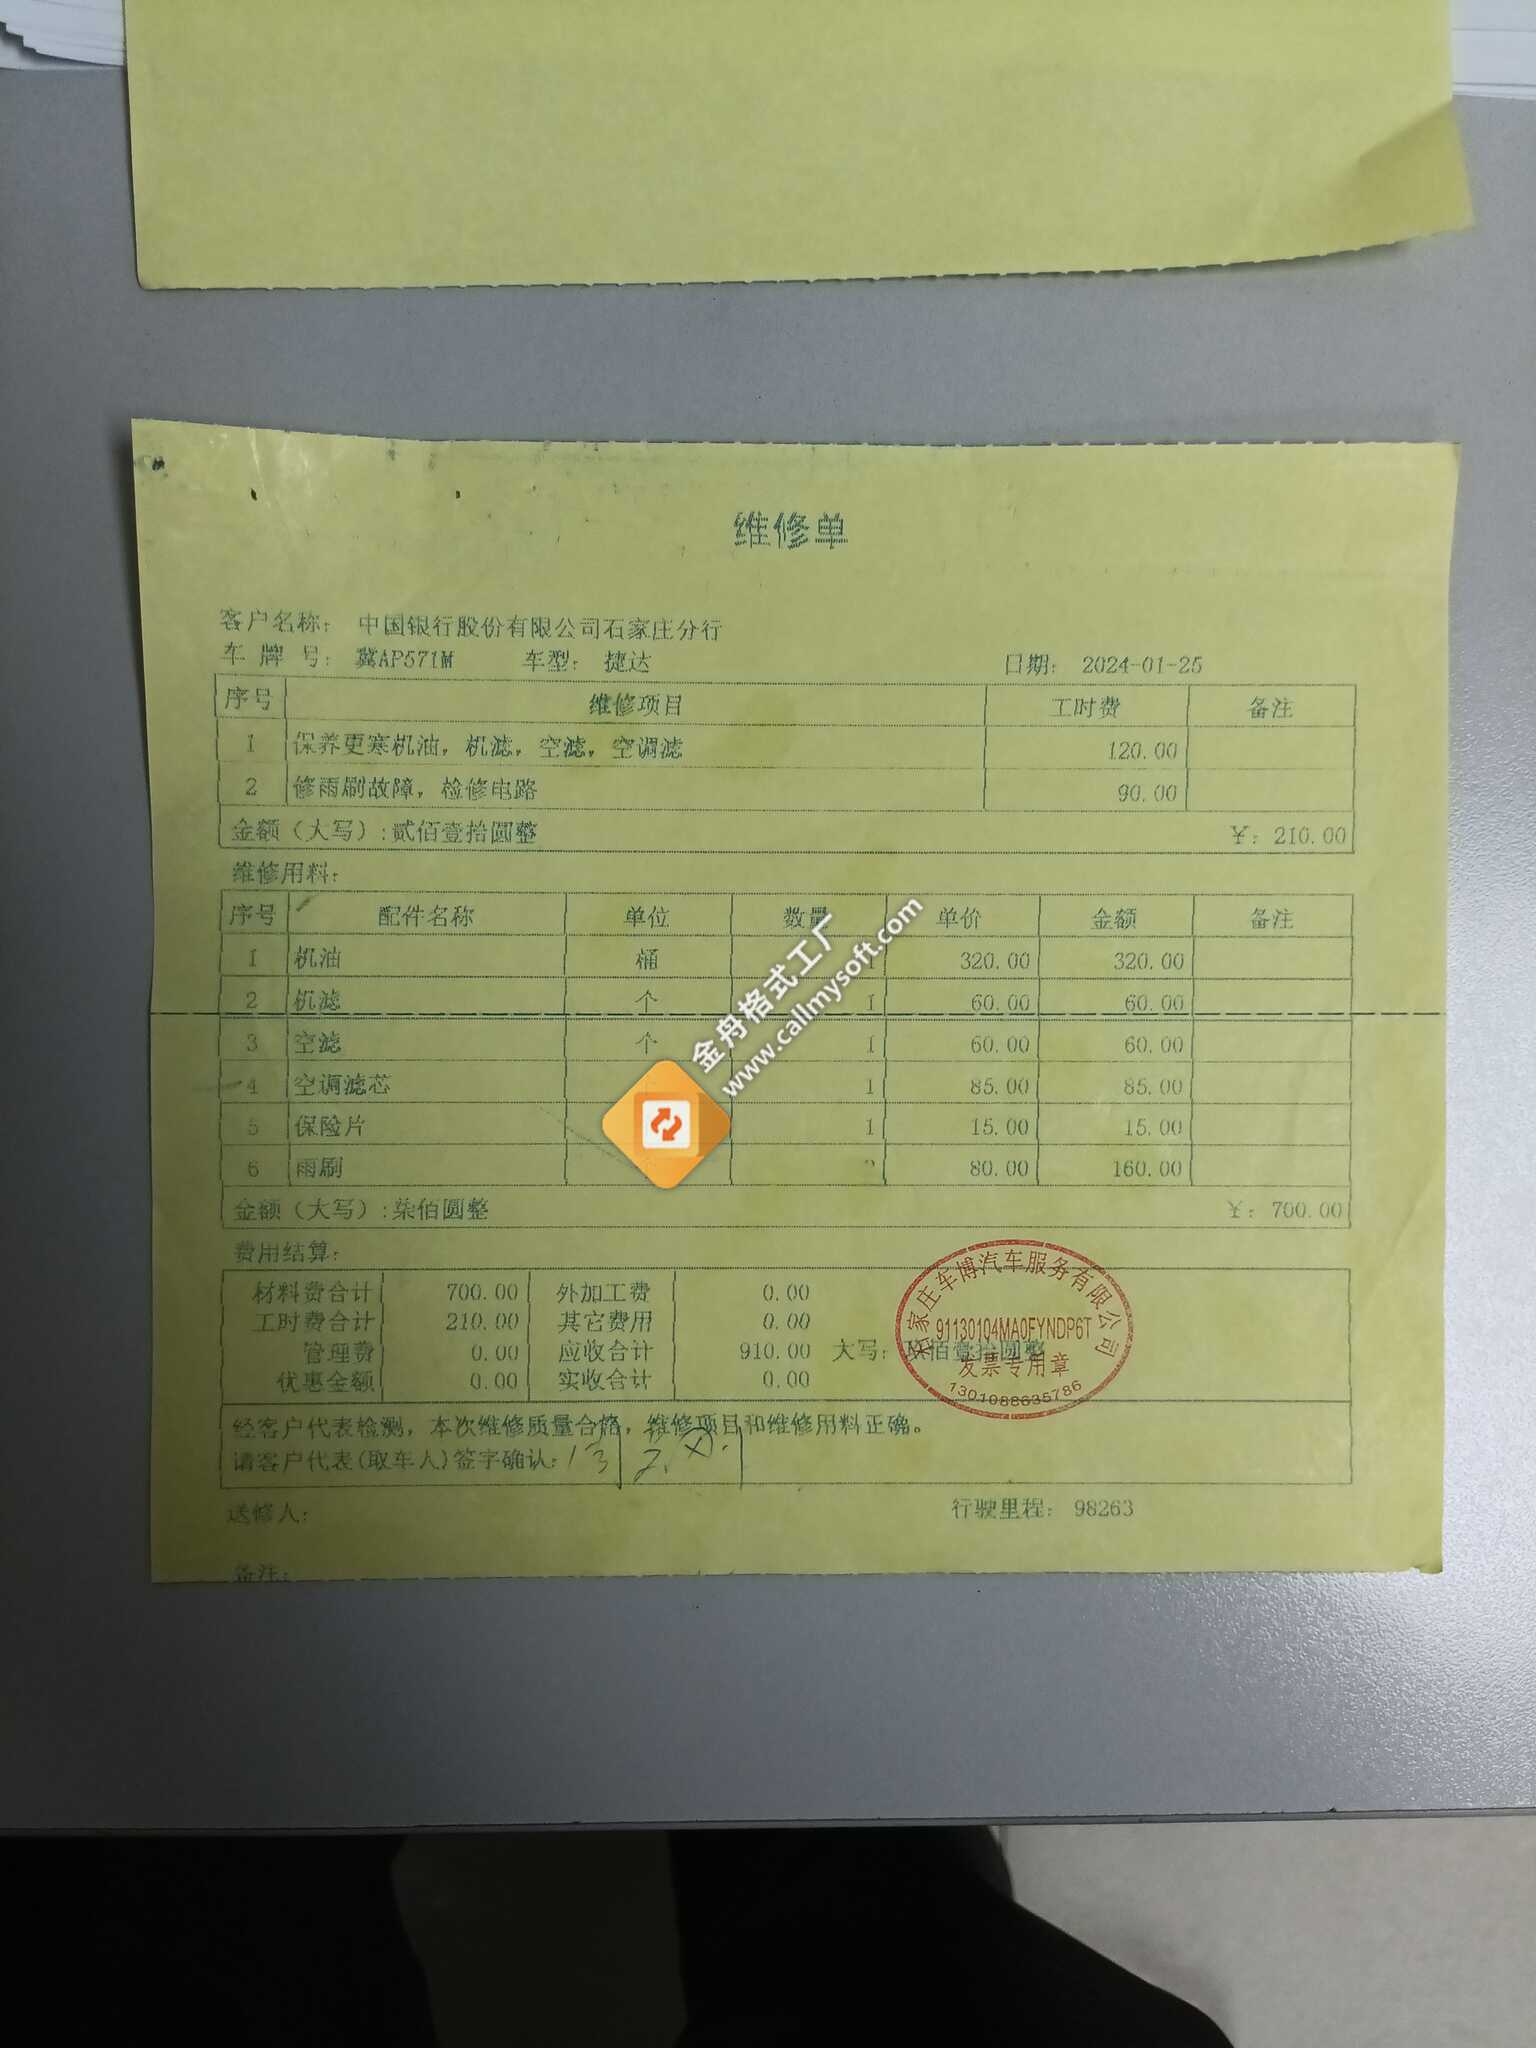 维修单
客户名称： 中国银行股份有限公司石家庄分行
车 牌 号： 冀AP571M 车型： 捷达 日期： 2024-01-25
序号 维修项目 工时费 备注
1 保养更寒机油，机滤，空滤，空调滤 120.00
2 修雨刷故障，检修电路 90.00
金额（大写）:贰佰壹拾圆整 ￥：210.00
维修用料：
序号 配件名称 单位 数量 单价 金额 备注
1 机油 桶 1 320.00 320.00
2 机滤 个 1 60.00 60.00
3 空滤 个 1 60.00 60.00
4 空调滤芯 1 85.00 85.00
5 保险片 1 15.00 15.00
6 雨刷 80.00 160.00
金额（大写）:柒佰圆整 ￥：700.00
金舟格式工厂
www.callmysoft.com
费用结算：
材料费合计 700.00 外加工费 0.00
工时费合计 210.00 其它费用 0.00
管理费 0.00 应收合计 910.00 大写： 佰壹拾圆整
优惠金额 0.00 实收合计 0.00
石家庄车博汽车服务有限公司
91130104MA0FYNDP6T
发票专用章
1301088635786
经客户代表检测，本次维修质量合格，维修项目和维修用料正确。
请客户代表(取车人)签字确认：
送修人： 行驶里程： 98263
备注：